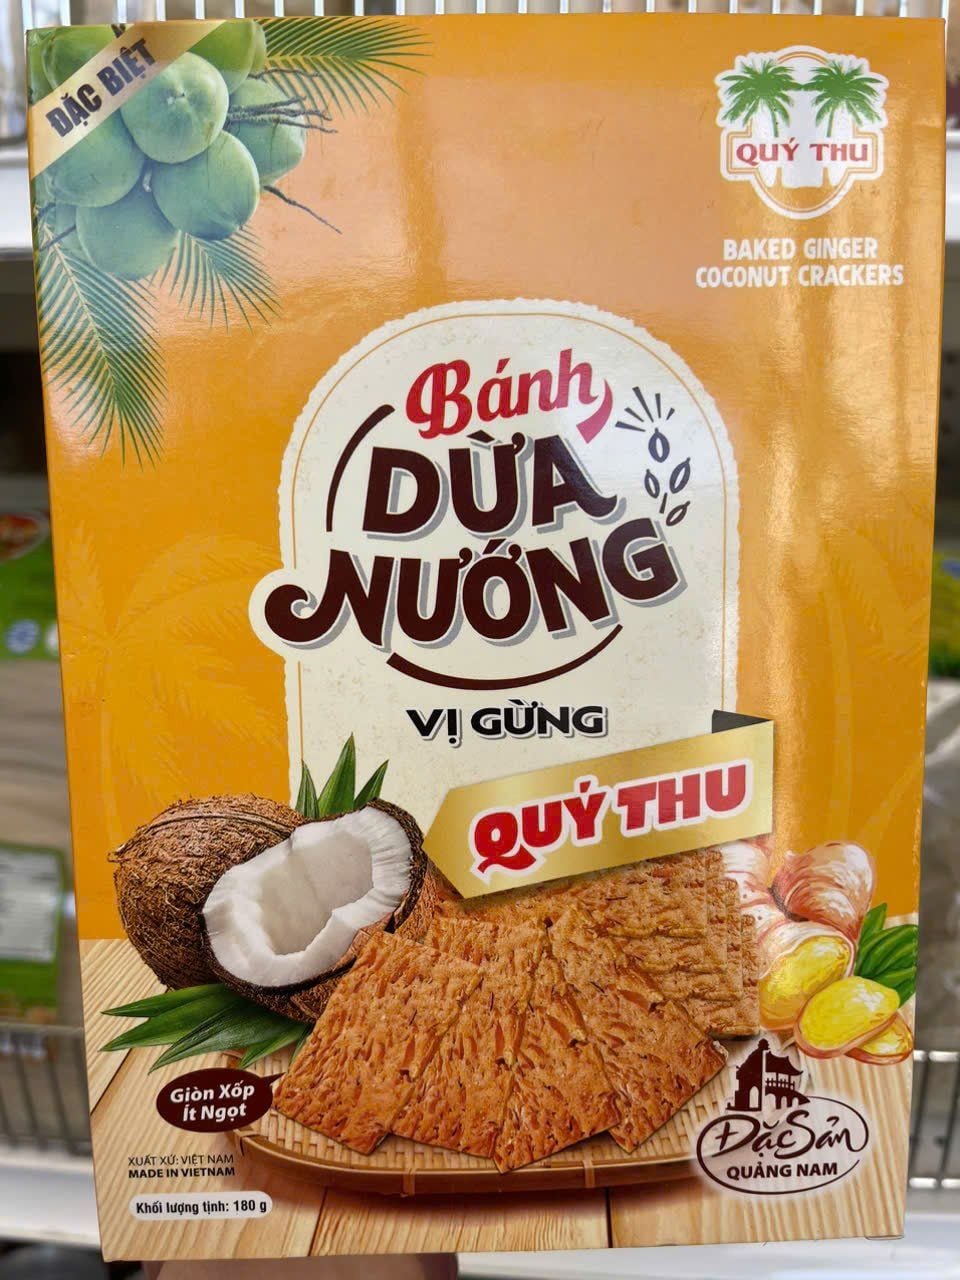 ĐẶC BIỆT
QUÝ THU
BAKED GINGER
COCONUT CRACKERS
Bánh
DỪA
NƯỚNG
VỊ GỪNG
QUÝ THU
Giòn Xốp
Ít Ngọt
XUẤT XỨ: VIỆT NAM
MADE IN VIETNAM
Khối lượng tịnh: 180 g
Đặc Sản
QUẢNG NAM